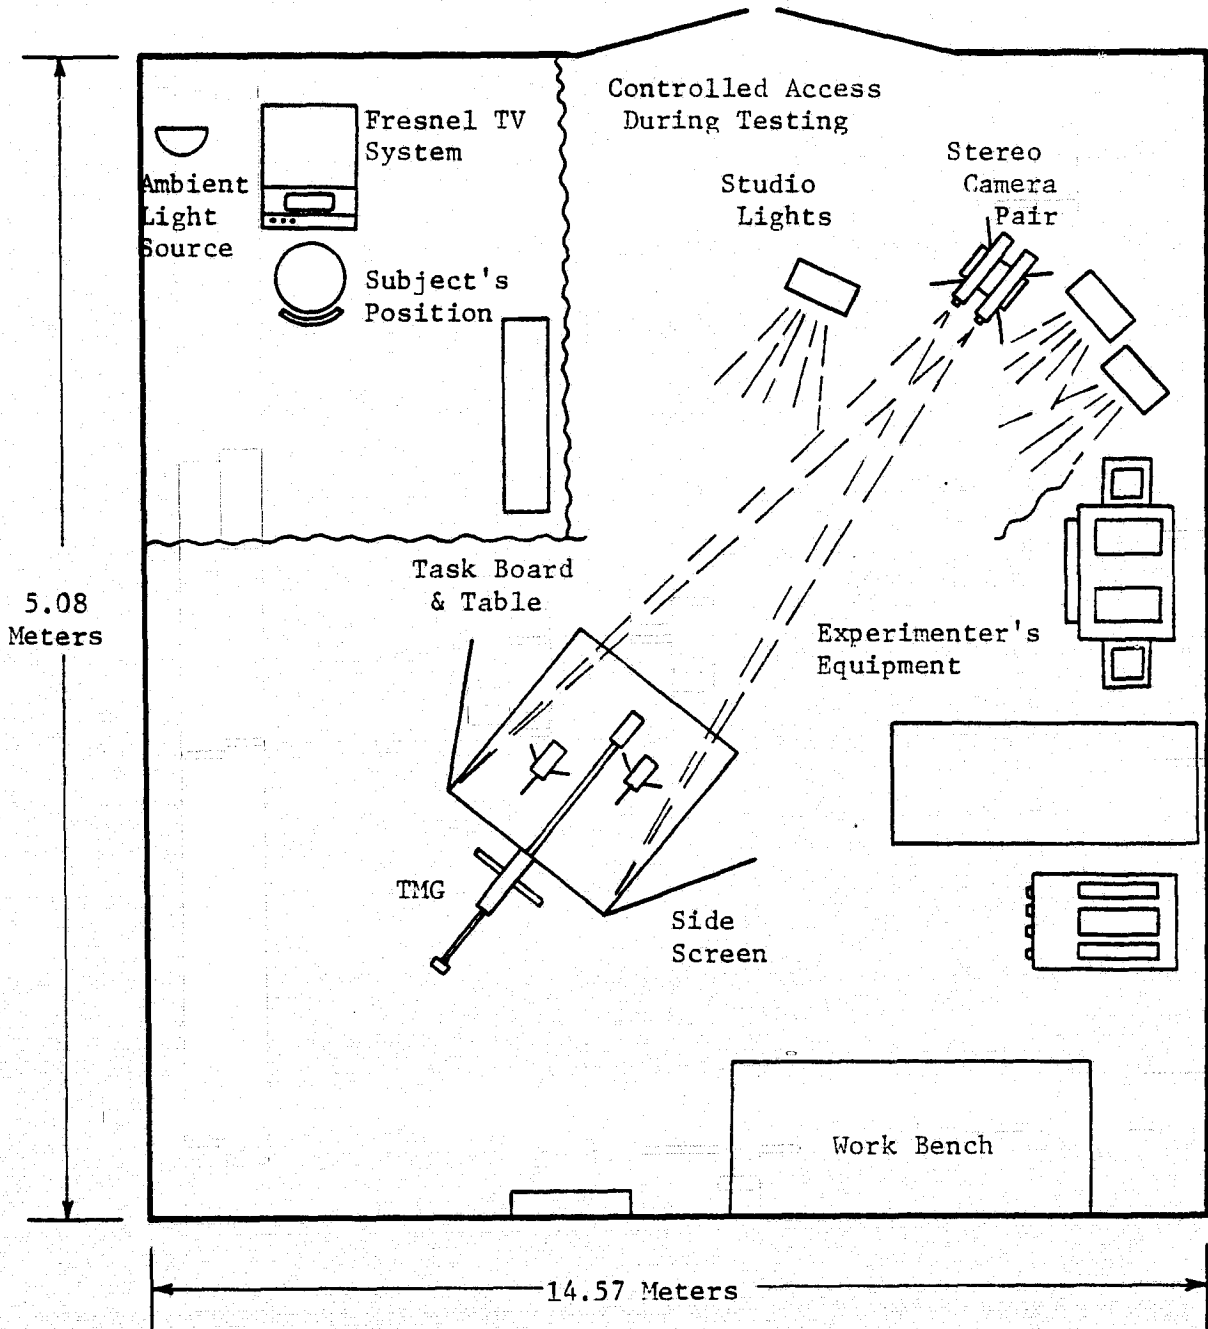 Controlled Access
During Testing
Fresnel TV
System
Stereo
Camera
Pair
Ambient
Light
Source
Studio
Lights
Subject's
Position
Task Board
& Table
5.08
Meters
Experimenter's
Equipment
TMG
Side
Screen
Work Bench
14.57 Meters